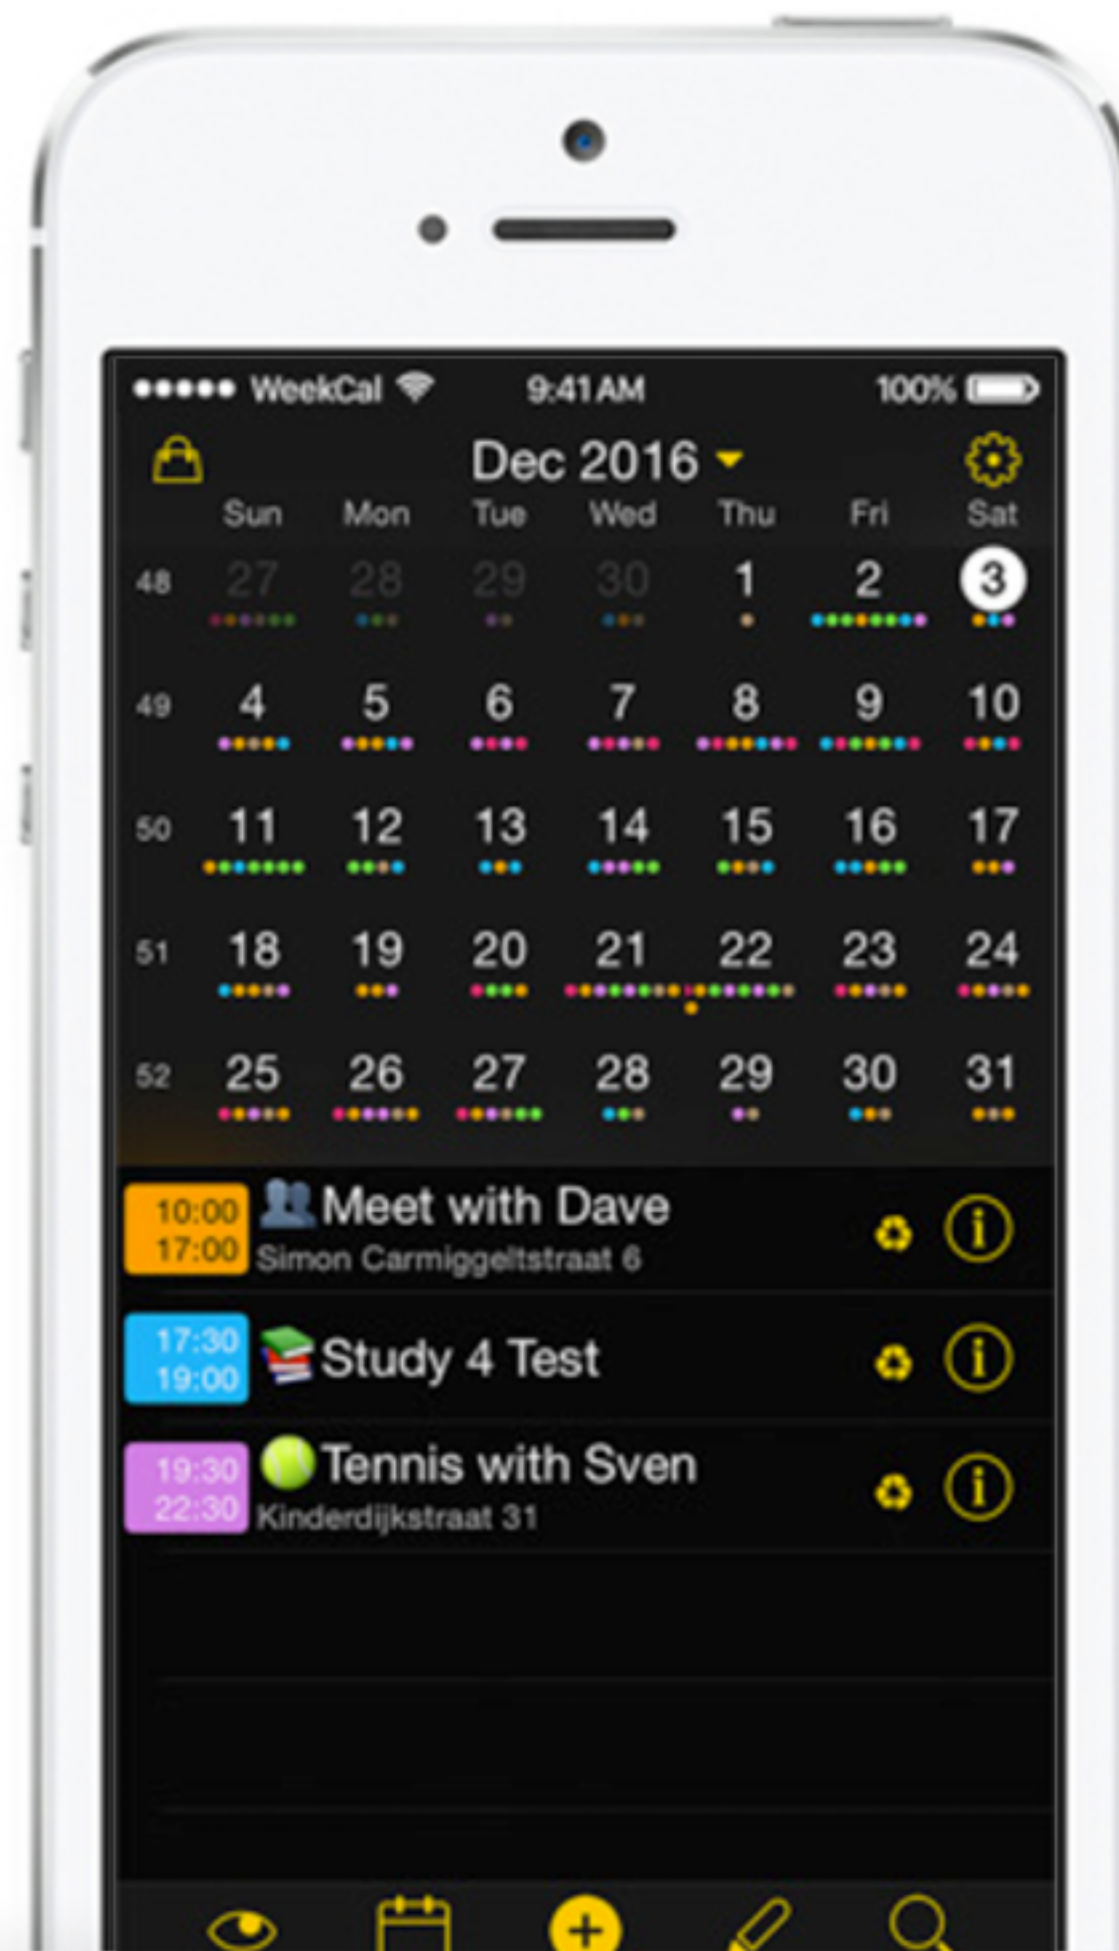 WeekCal 9:41 AM 100%
Dec 2016
Sun Mon Tue Wed Thu Fri Sat
48 27 28 29 30 1 2 3
49 4 5 6 7 8 9 10
50 11 12 13 14 15 16 17
51 18 19 20 21 22 23 24
52 25 26 27 28 29 30 31
10:00 Meet with Dave
17:00 Simon Carmiggeltstraat 6
17:30
19:00 Study 4 Test
19:30 Tennis with Sven
22:30 Kinderdijkstraat 31